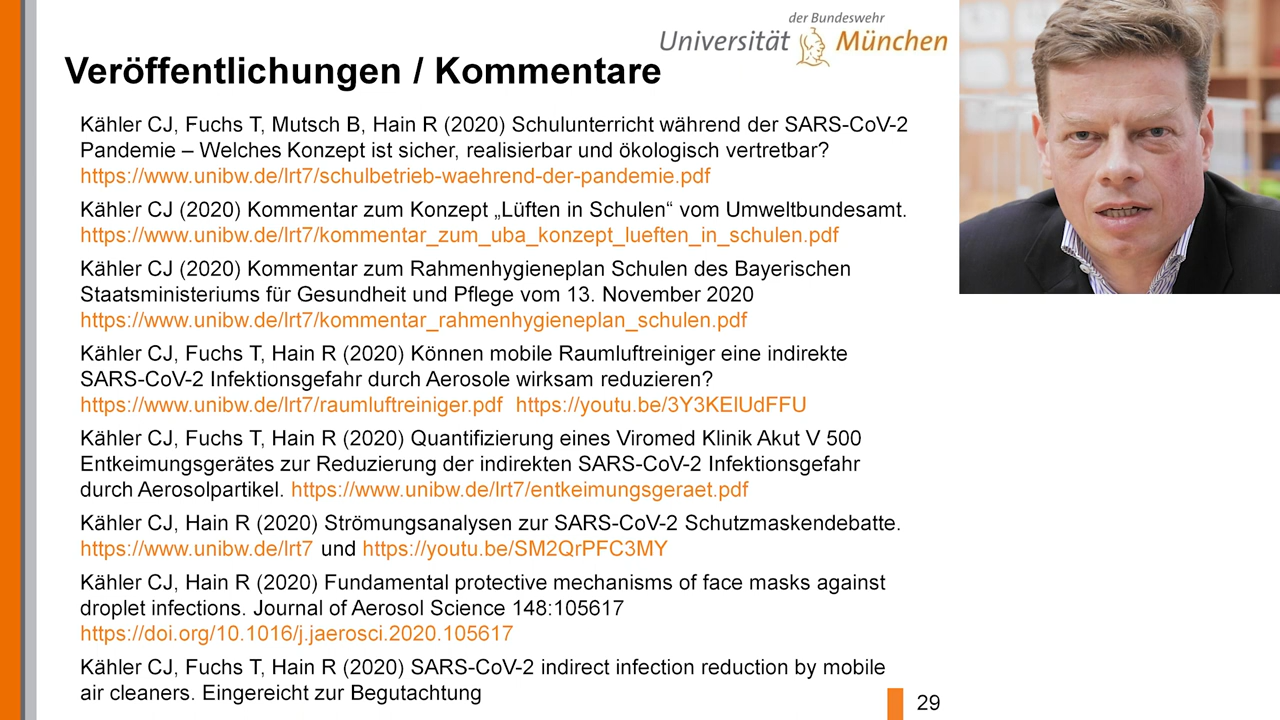 der Bundeswehr
Universität München
Veröffentlichungen / Kommentare
Kähler CJ, Fuchs T, Mutsch B, Hain R (2020) Schulunterricht während der SARS-CoV-2
Pandemie – Welches Konzept ist sicher, realisierbar und ökologisch vertretbar?
https://www.unibw.de/lrt7/schulbetrieb-waehrend-der-pandemie.pdf
Kähler CJ (2020) Kommentar zum Konzept „Lüften in Schulen“ vom Umweltbundesamt.
https://www.unibw.de/lrt7/kommentar_zum_uba_konzept_lueften_in_schulen.pdf
Kähler CJ (2020) Kommentar zum Rahmenhygieneplan Schulen des Bayerischen
Staatsministeriums für Gesundheit und Pflege vom 13. November 2020
https://www.unibw.de/lrt7/kommentar_rahmenhygieneplan_schulen.pdf
Kähler CJ, Fuchs T, Hain R (2020) Können mobile Raumluftreiniger eine indirekte
SARS-CoV-2 Infektionsgefahr durch Aerosole wirksam reduzieren?
https://www.unibw.de/lrt7/raumluftreiniger.pdf https://youtu.be/3Y3KElUdFFU
Kähler CJ, Fuchs T, Hain R (2020) Quantifizierung eines Viromed Klinik Akut V 500
Entkeimungsgerätes zur Reduzierung der indirekten SARS-CoV-2 Infektionsgefahr
durch Aerosolpartikel. https://www.unibw.de/lrt7/entkeimungsgeraet.pdf
Kähler CJ, Hain R (2020) Strömungsanalysen zur SARS-CoV-2 Schutzmaskendebatte.
https://www.unibw.de/lrt7 und https://youtu.be/SM2QrPFC3MY
Kähler CJ, Hain R (2020) Fundamental protective mechanisms of face masks against
droplet infections. Journal of Aerosol Science 148:105617
https://doi.org/10.1016/j.jaerosci.2020.105617
Kähler CJ, Fuchs T, Hain R (2020) SARS-CoV-2 indirect infection reduction by mobile
air cleaners. Eingereicht zur Begutachtung
29